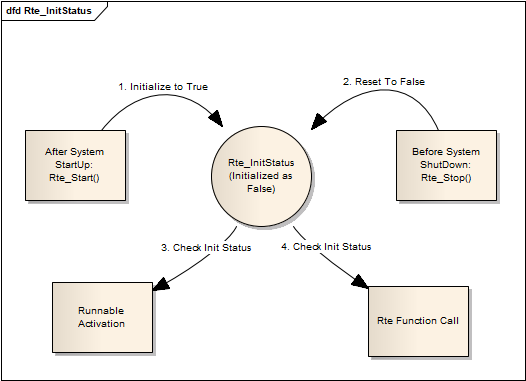 dfd Rte_InitStatus
1. Initialize to True
2. Reset To False
After System
StartUp:
Rte_Start()
Rte_InitStatus
(Initialized as
False)
Before System
ShutDown:
Rte_Stop()
3. Check Init Status
4. Check Init Status
Runnable
Activation
Rte Function Call